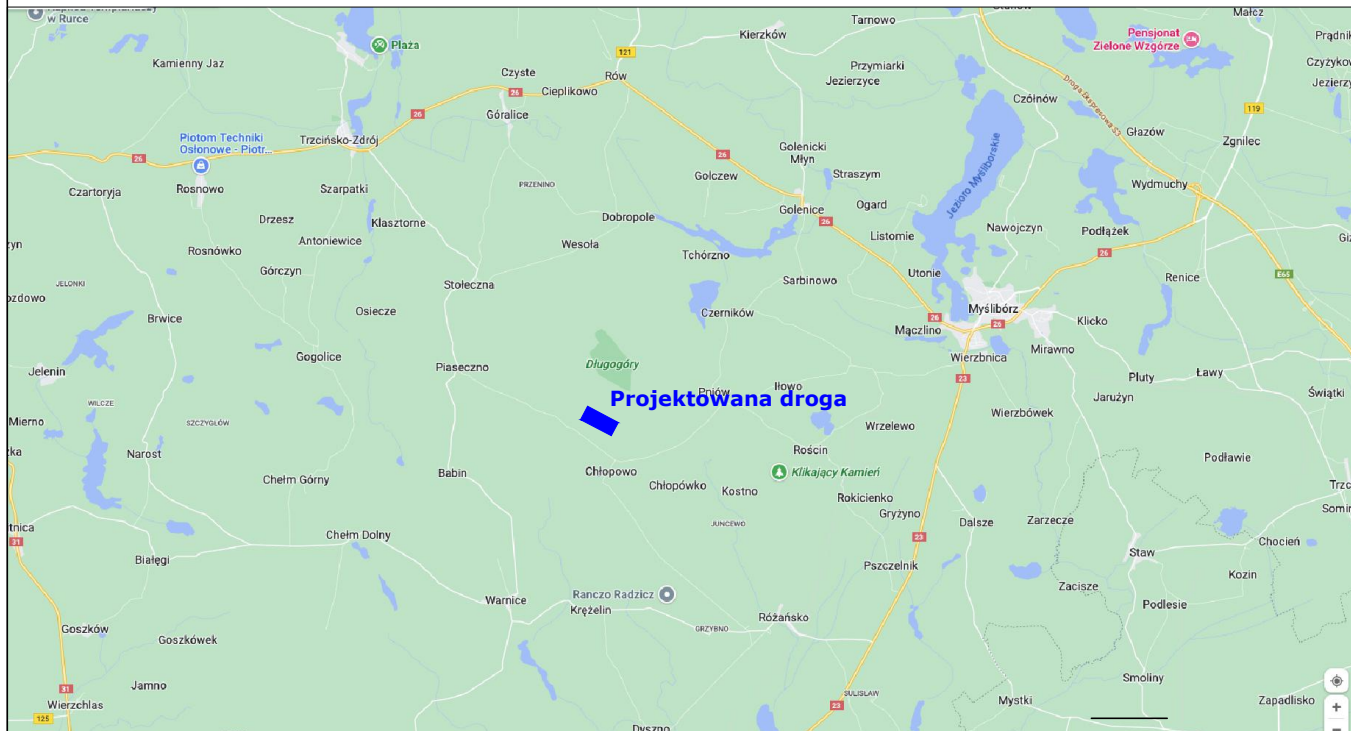 w Rurce
Plaża
Kamienny Jaz
Czyste
Cieplikowo
121
Rów
Kierzków
Tarnowo
Przymiarki
Jezierzyce
Pensjonat
Zielone Wzgórze
Małcz
Czółnów
Droga Ekspresowa S3
119
Głazów
Zgnilec
26
Góralice
26
Trzcińsko-Zdrój
Piotom Techniki
Osłonowe - Piotr...
26
Rosnowo
Czartoryja
Szarpatki
PRZENINO
26
Golczew
Golenicki
Młyn
Straszym
Golenice
Ogard
26
Listomie
Jezioro Myśliborskie
Wydmuchy
Nawojczyn
Podłążek
26
Drzesz
Klasztorne
Antoniewice
Rosnówko
Górczyn
JELONKI
Dobropole
Wesoła
Tchórzno
Sarbinowo
Utonie
Renice
E65
Stołeczna
Osiecze
Brwice
Czerników
Myślibórz
26
26
Mączlino
Klicko
Mirawno
Wierzbnica
Gogolice
Piaseczno
Długogóry
Jelenin
WILCZE
Pniów
Iłowo
23
Pluty
Ławy
Jarużyn
Świątki
Projektowana droga
Mierno
SZCZYGŁÓW
Wrzelewo
Wierzbówek
Narost
Rościn
Podławie
Chełm Górny
Babin
Chłopowo
Chłopówko
Kostno
Klikający Kamień
Rokicienko
Gryżyno
JUNCEWO
Dalsze
Zarzecze
31
Chełm Dolny
23
Chocień
Staw
Białęgi
Pszczelnik
Kozin
Zacisze
Warnice
Ranczo Radzicz
Krężelin
Podlesie
Różańsko
GRZYBNO
Goszków
Goszkówek
Smoliny
Jamno
31
SULISŁAW
Mystki
Zapadlisko
Wierzchlas
23
125
Dyszno